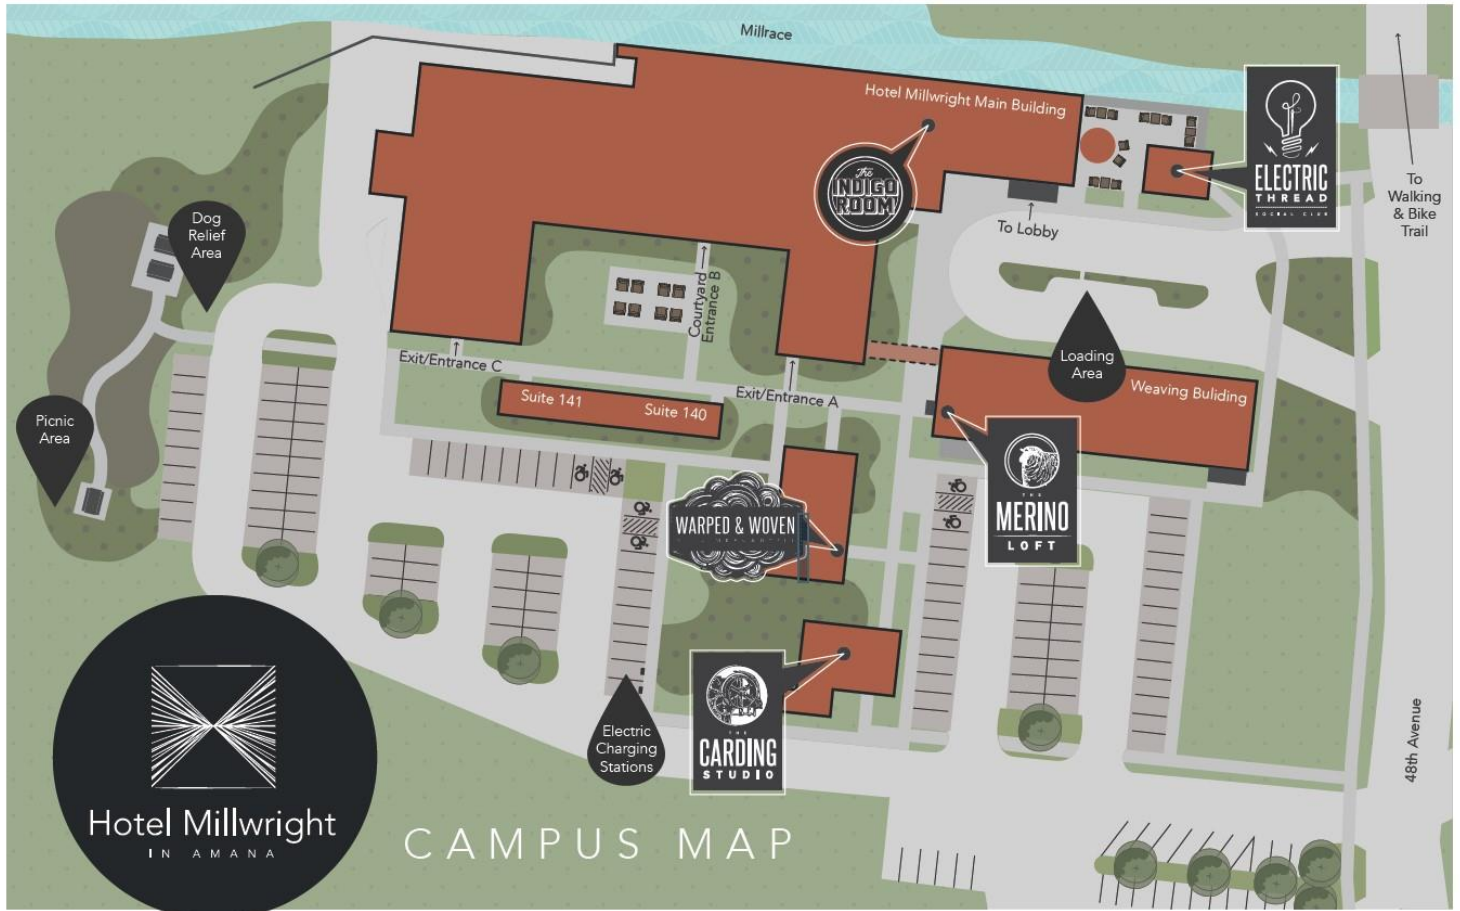 Millrace
Hotel Millwright Main Building
The
INDIGO
ROOM
ELECTRIC
THREAD
SOCIAL CLUB
To
Walking
& Bike
Trail
To Lobby
Dog
Relief
Area
Courtyard
Entrance B
Exit/Entrance C
Exit/Entrance A
Loading
Area
Weaving Buliding
Suite 141
Suite 140
Picnic
Area
THE
MERINO
LOFT
WARPED & WOVEN
THE
CARDING
STUDIO
Electric
Charging
Stations
48th Avenue
Hotel Millwright
IN AMANA
CAMPUS MAP